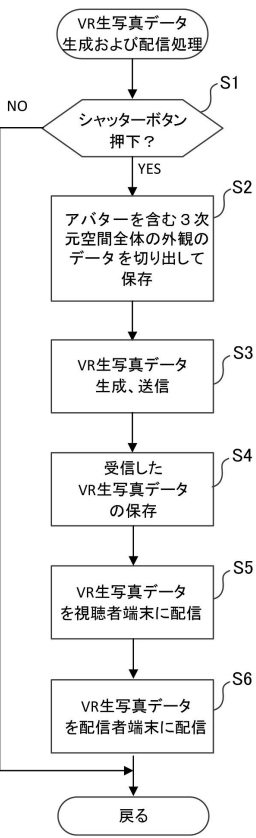 VR生写真データ
生成および配信処理
S1
NO
シャッターボタン
押下？
YES
S2
アバターを含む３次
元空間全体の外観の
データを切り出して
保存
S3
VR生写真データ
生成、送信
S4
受信した
VR生写真データ
の保存
S5
VR生写真データ
を視聴者端末に配信
S6
VR生写真データ
を配信者端末に配信
戻る